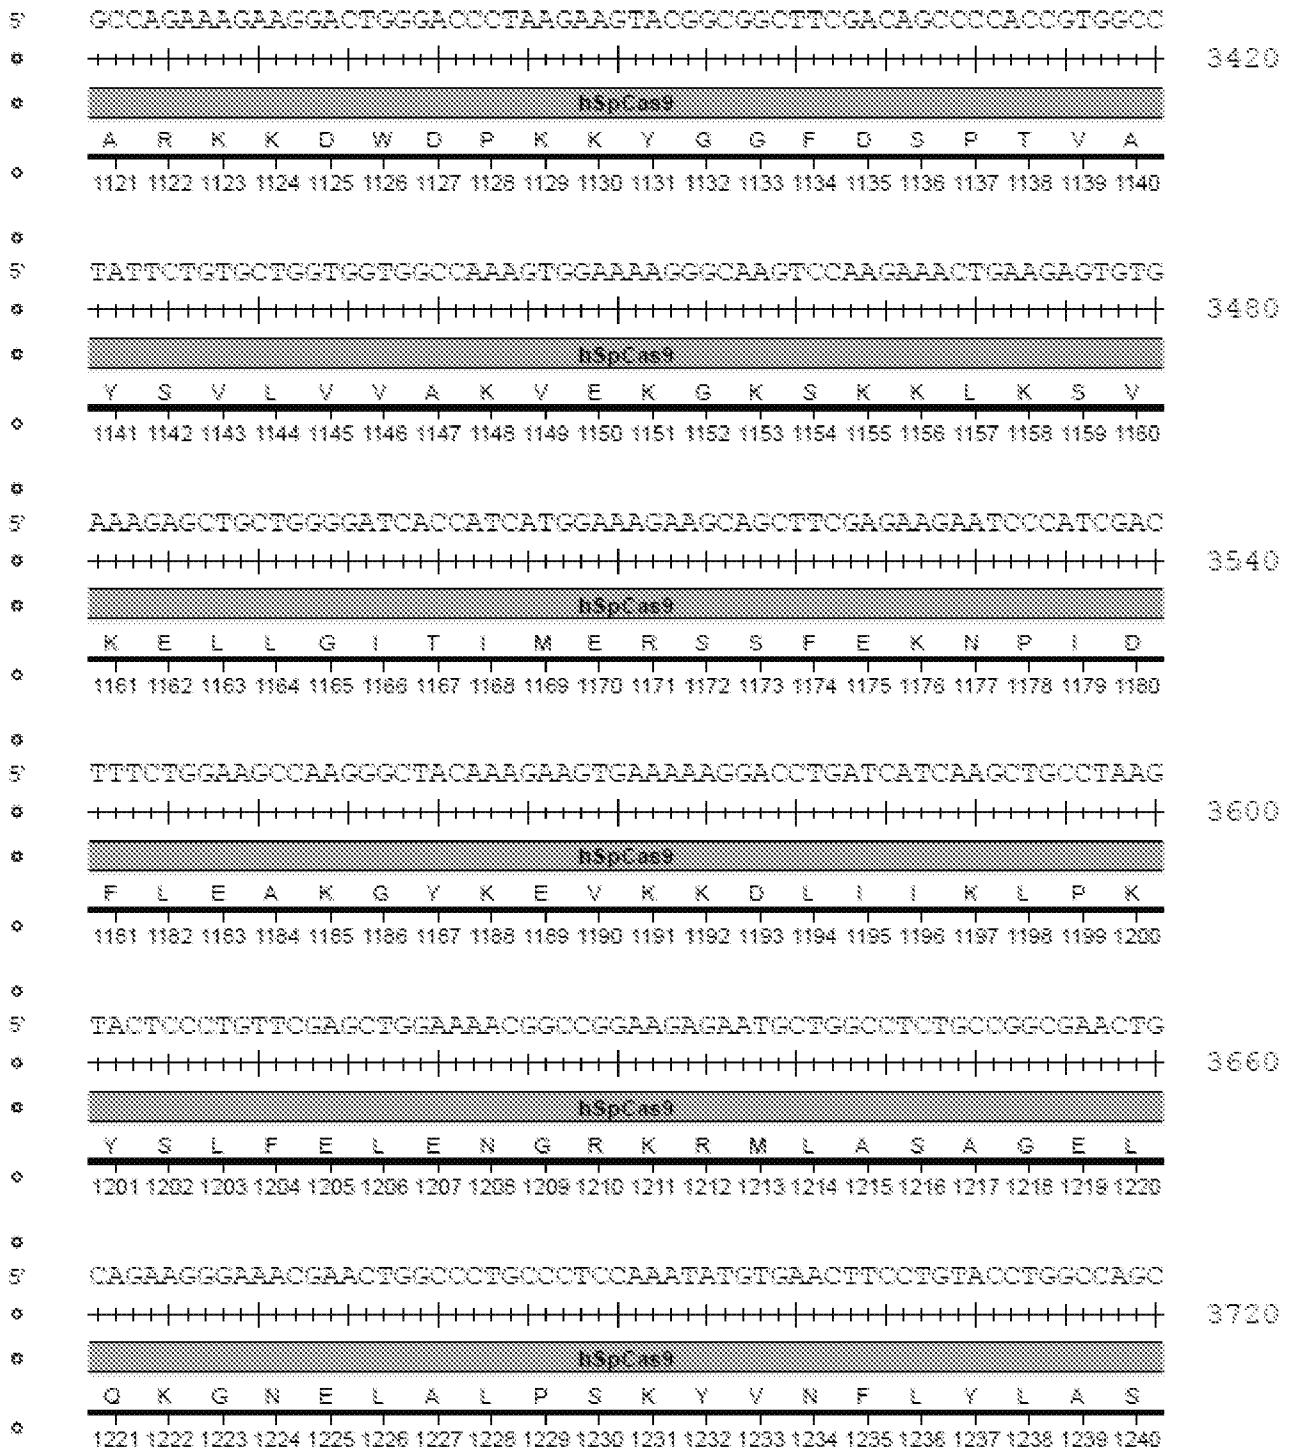 5' GCCAGAAAGAAGGACTGGGACCCTAAGAAGTACGGCGGCTTCGACAGCCCCACCGTGGCC
3420
hSpCas9
A R K K D W D P K K Y G G F D S P T V A
1121 1122 1123 1124 1125 1126 1127 1128 1129 1130 1131 1132 1133 1134 1135 1136 1137 1138 1139 1140
5' TATTCTGTGCTGGTGGTGGCCAAAGTGGAAAAGGGCAAGTCCAAGAAACTGAAGAGTGTG
3480
hSpCas9
Y S V L V V A K V E K G K S K K L K S V
1141 1142 1143 1144 1145 1146 1147 1148 1149 1150 1151 1152 1153 1154 1155 1156 1157 1158 1159 1160
5' AAAGAGCTGCTGGGGATCACCATCATGGAAAGAAGCAGCTTCGAGAAGAATCCCATCGAC
3540
hSpCas9
K E L L G I T I M E R S S F E K N P I D
1161 1162 1163 1164 1165 1166 1167 1168 1169 1170 1171 1172 1173 1174 1175 1176 1177 1178 1179 1180
5' TTTCTGGAAGCCAAGGGCTACAAAGAAGTGAAAAAGGACCTGATCATCAAGCTGCCTAAG
3600
hSpCas9
F L E A K G Y K E V K K D L I I K L P K
1181 1182 1183 1184 1185 1186 1187 1188 1189 1190 1191 1192 1193 1194 1195 1196 1197 1198 1199 1200
5' TACTCCCTGTTCGAGCTGGAAAACGGCCGGAAGAGAATGCTGGCCTCTGCCGGCGAACTG
3660
hSpCas9
Y S L F E L E N G R K R M L A S A G E L
1201 1202 1203 1204 1205 1206 1207 1208 1209 1210 1211 1212 1213 1214 1215 1216 1217 1218 1219 1220
5' CAGAAGGGAAACGAACTGGCCCTGCCCTCCAAATATGTGAACTTCCTGTACCTGGCCAGC
3720
hSpCas9
Q K G N E L A L P S K Y V N F L Y L A S
1221 1222 1223 1224 1225 1226 1227 1228 1229 1230 1231 1232 1233 1234 1235 1236 1237 1238 1239 1240